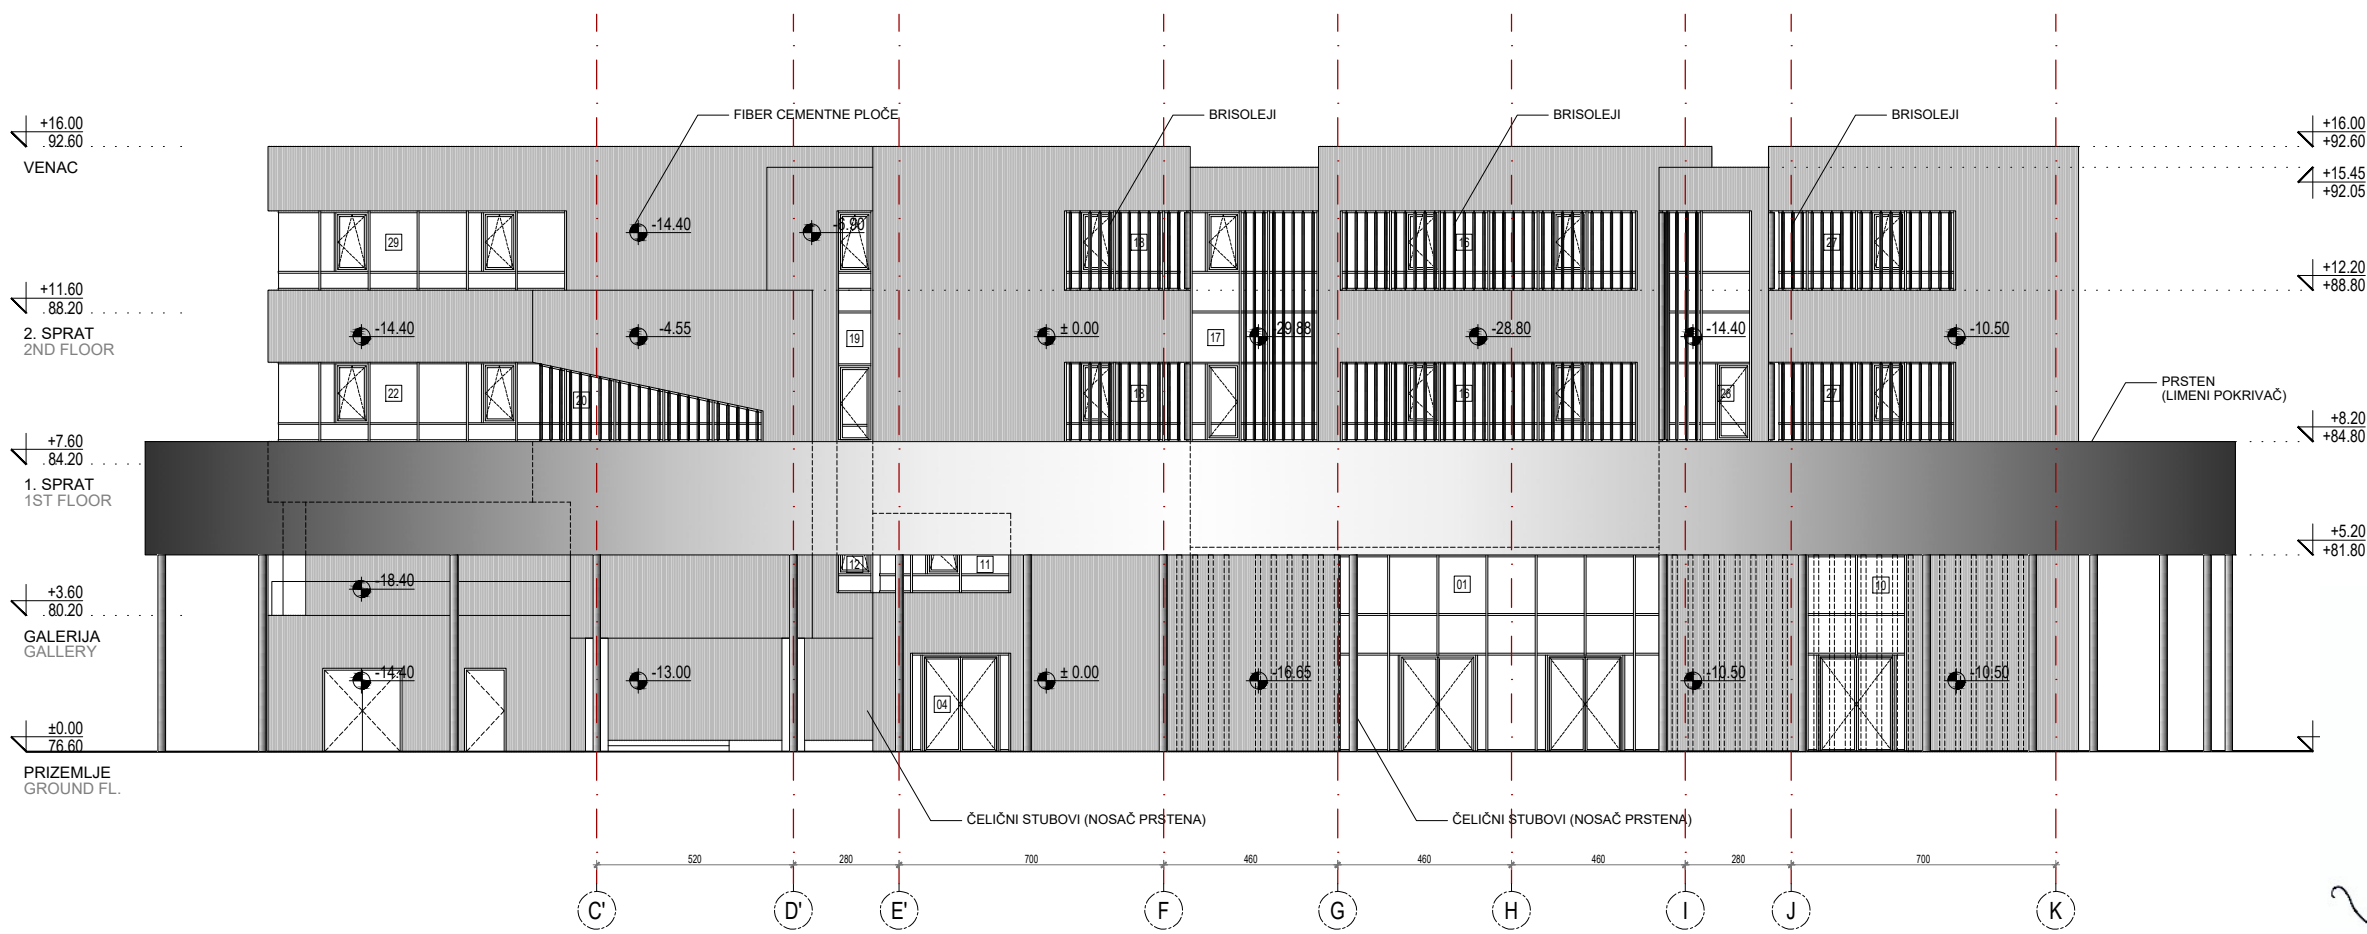 FIBER CEMENTNE PLOČE
BRISOLEJI
BRISOLEJI
BRISOLEJI
+16.00
92.60
VENAC
+16.00
+92.60
+15.45
+92.05
-14.40
-6.90
29
18
16
27
+12.20
+88.80
+11.60
88.20
2. SPRAT
2ND FLOOR
-14.40
-4.55
19
± 0.00
17
-29.88
-28.80
-14.40
-10.50
PRSTEN
(LIMENI POKRIVAČ)
22
20
18
16
28
27
+8.20
+84.80
+7.60
84.20
1. SPRAT
1ST FLOOR
+5.20
+81.80
12
11
01
10
-18.40
+3.60
80.20
GALERIJA
GALLERY
-14.40
-13.00
04
± 0.00
-16.65
-10.50
-10.50
±0.00
76.60
PRIZEMLJE
GROUND FL.
ČELIČNI STUBOVI (NOSAČ PRSTENA)
ČELIČNI STUBOVI (NOSAČ PRSTENA)
520
280
700
460
460
460
280
700
C'
D'
E'
F
G
H
I
J
K